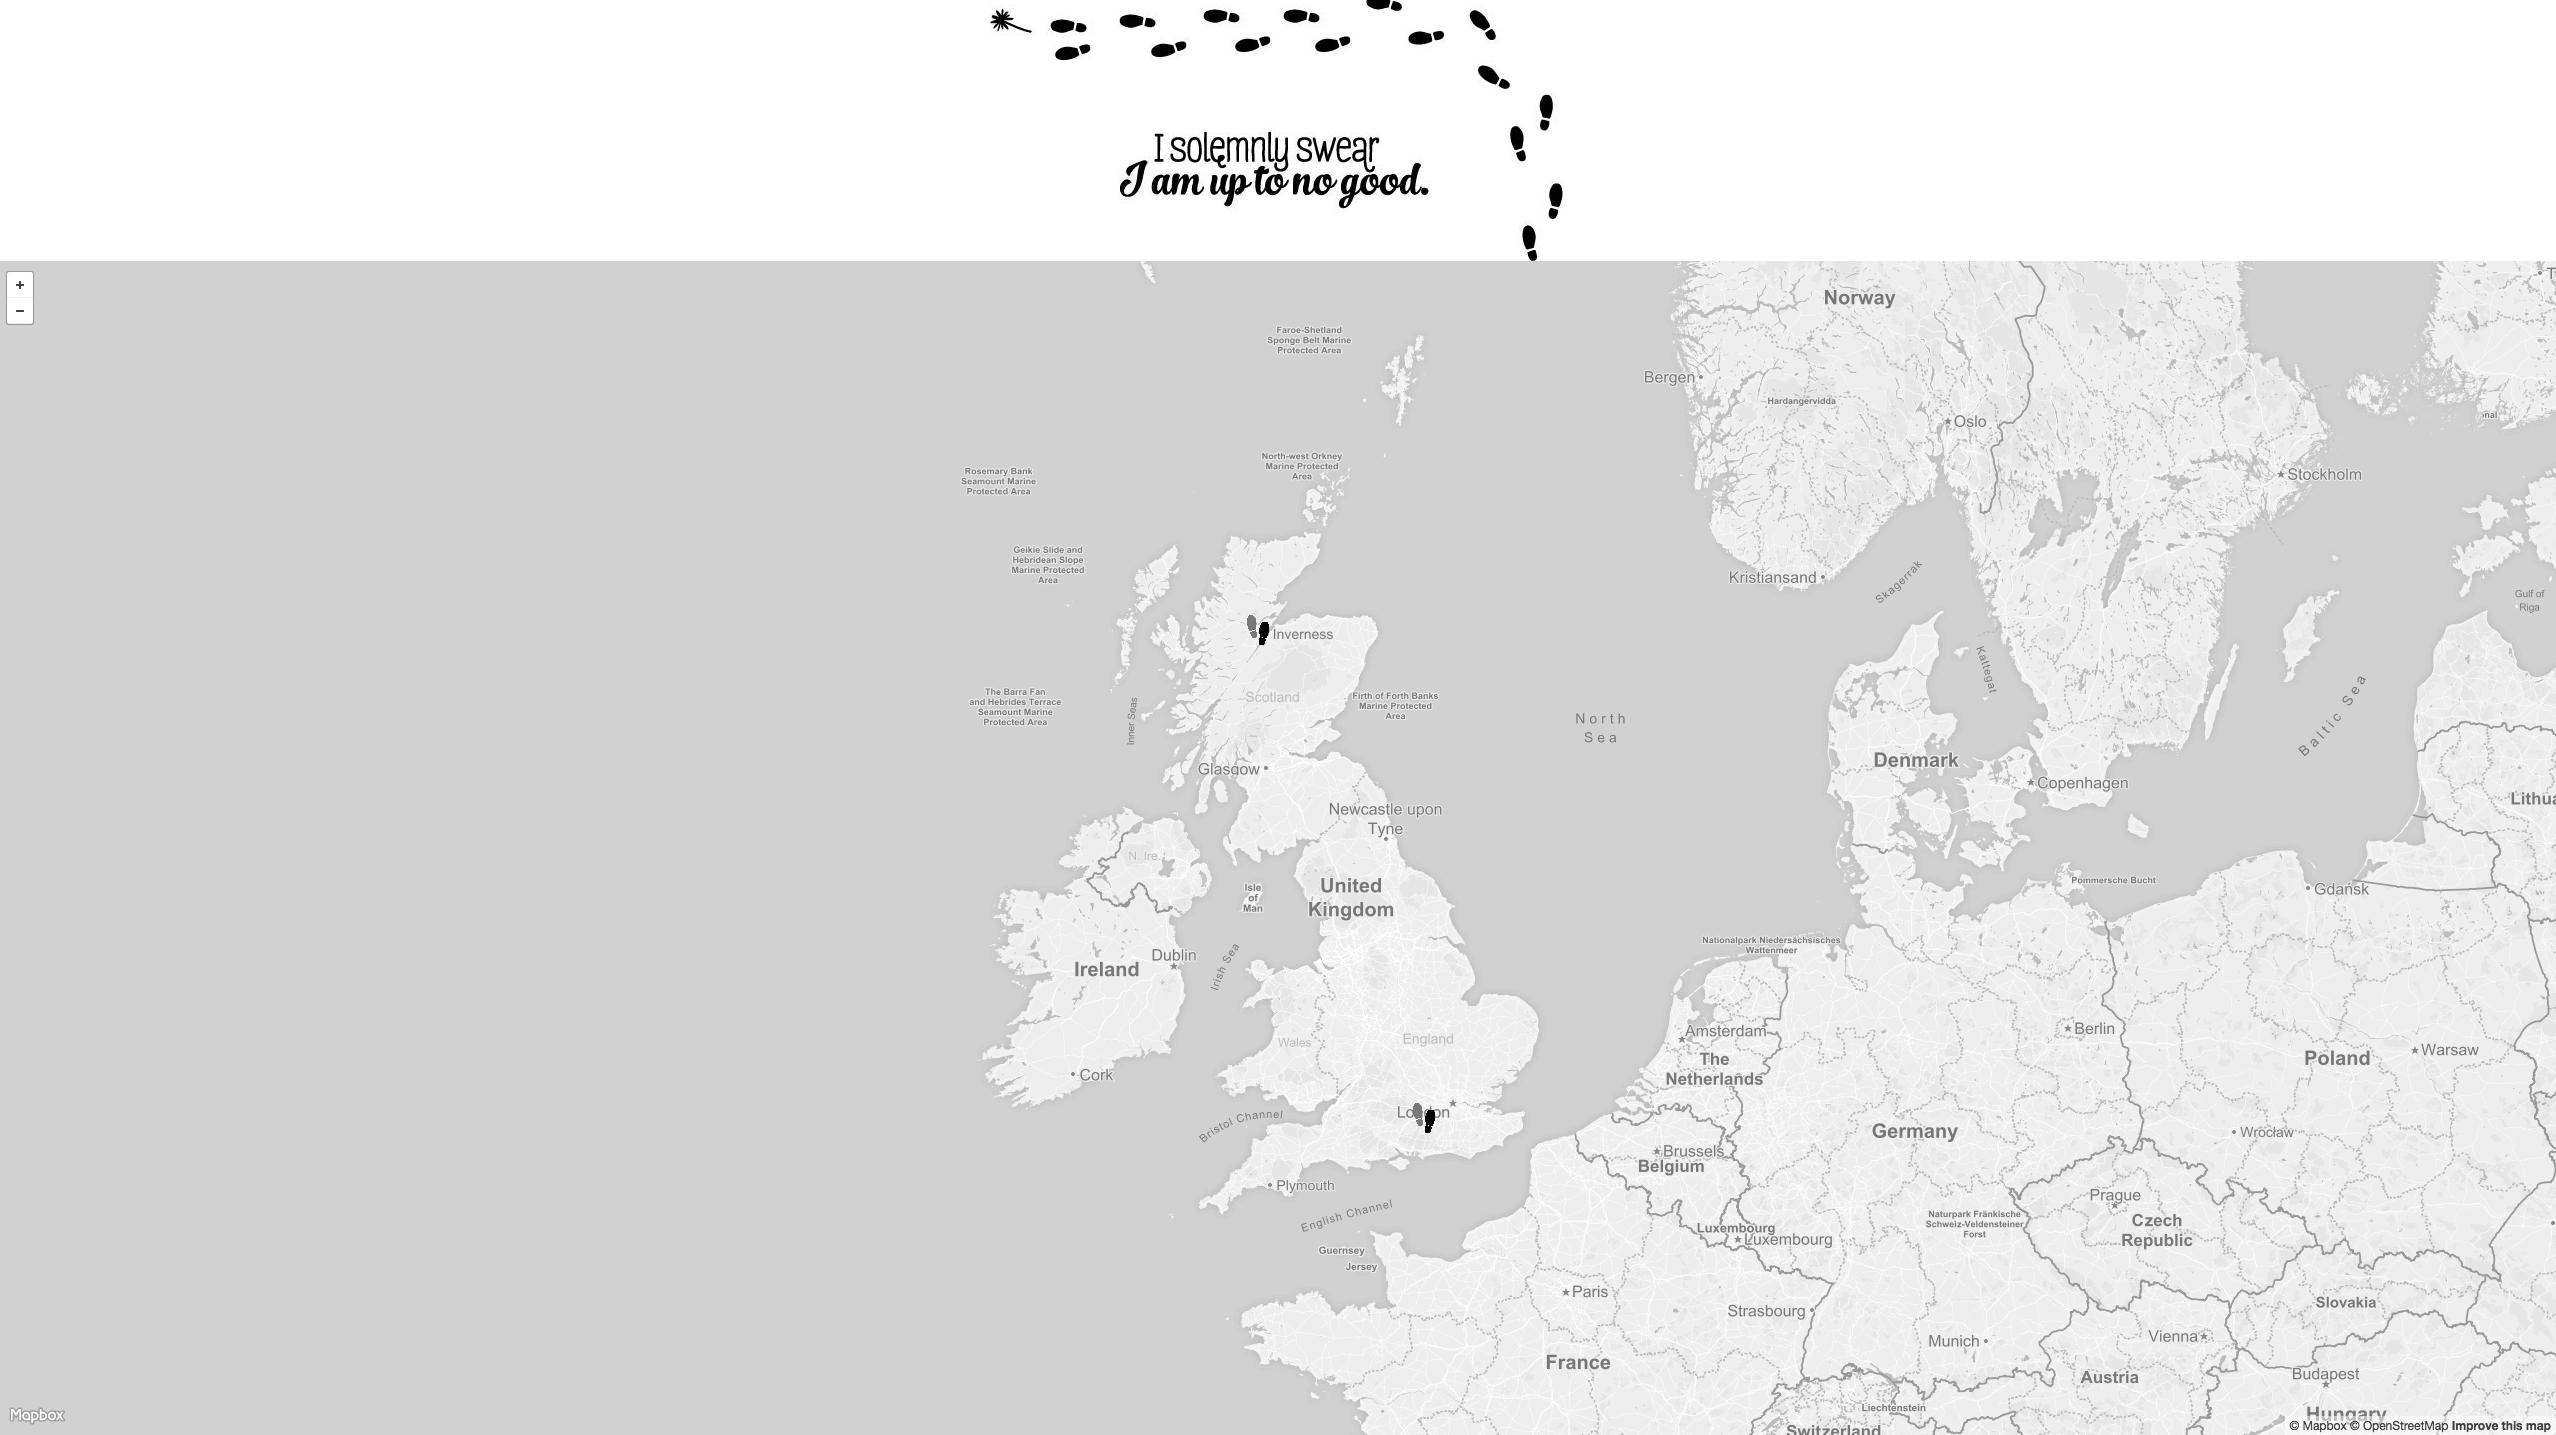 I solemnly swear
I am up to no good.
+
−
Norway
Faroe-Shetland
Sponge Belt Marine
Protected Area
Bergen
Hardangervidda
Oslo
North-west Orkney
Marine Protected
Area
Rosemary Bank
Seamount Marine
Protected Area
Stockholm
Geikie Slide and
Hebridean Slope
Marine Protected
Area
Kristiansand
Skagerrak
Gulf of
Riga
Inverness
Kattegat
Scotland
The Barra Fan
and Hebrides Terrace
Seamount Marine
Protected Area
Inner Seas
Firth of Forth Banks
Marine Protected
Area
North
Sea
Baltic Sea
Denmark
Glasgow
Copenhagen
Newcastle upon
Tyne
N. Ire.
Isle
of
Man
United
Kingdom
Pommersche Bucht
Gdańsk
Nationalpark Niedersächsisches
Wattenmeer
Dublin
Ireland
Irish Sea
Amsterdam
The
Netherlands
Berlin
Poland
Warsaw
Wales
England
Cork
Bristol Channel
London
Germany
Wrocław
Brussels
Belgium
Plymouth
English Channel
Prague
Czech
Republic
Naturpark Fränkische
Schweiz-Veldensteiner
Forst
Luxembourg
Luxembourg
Guernsey
Jersey
Paris
Strasbourg
Slovakia
Munich
Vienna
France
Austria
Budapest
Liechtenstein
Hungary
Switzerland
Mapbox
© Mapbox © OpenStreetMap Improve this map